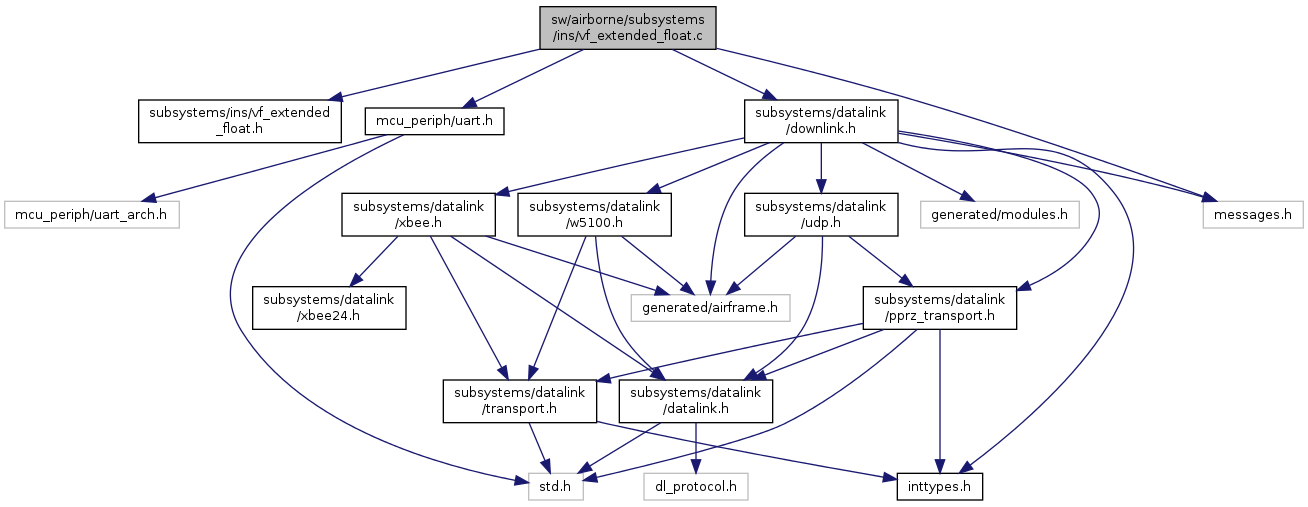 sw/airborne/subsystems
/ins/vf_extended_float.c
subsystems/ins/vf_extended
_float.h
mcu_periph/uart.h
subsystems/datalink
/downlink.h
mcu_periph/uart_arch.h
subsystems/datalink
/xbee.h
subsystems/datalink
/w5100.h
subsystems/datalink
/udp.h
generated/modules.h
messages.h
subsystems/datalink
/xbee24.h
generated/airframe.h
subsystems/datalink
/pprz_transport.h
subsystems/datalink
/transport.h
subsystems/datalink
/datalink.h
std.h
dl_protocol.h
inttypes.h